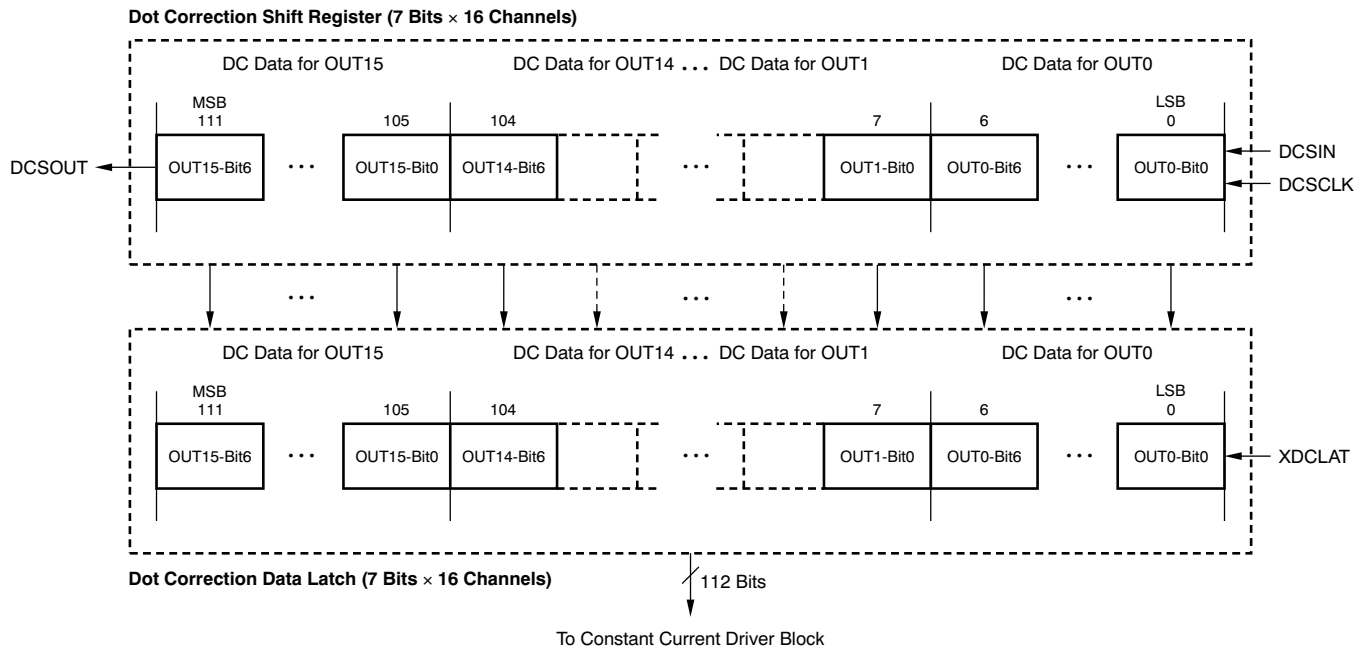 Dot Correction Shift Register (7 Bits × 16 Channels)
DC Data for OUT15 DC Data for OUT14 ... DC Data for OUT1 DC Data for OUT0
MSB LSB
111 105 104 7 6 0
DCSOUT OUT15-Bit6 ... OUT15-Bit0 OUT14-Bit6 ... OUT1-Bit0 OUT0-Bit6 ... OUT0-Bit0 DCSIN
DCSCLK
... ... ...
DC Data for OUT15 DC Data for OUT14 ... DC Data for OUT1 DC Data for OUT0
MSB LSB
111 105 104 7 6 0
OUT15-Bit6 ... OUT15-Bit0 OUT14-Bit6 ... OUT1-Bit0 OUT0-Bit6 ... OUT0-Bit0 XDCLAT
Dot Correction Data Latch (7 Bits × 16 Channels)
112 Bits
To Constant Current Driver Block